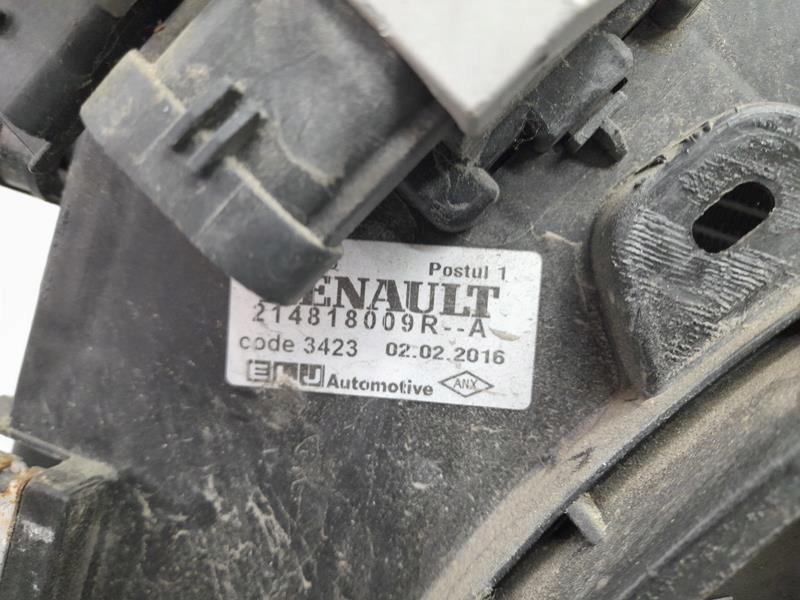 Postul 1
RENAULT
214818009R--A
code 3423 02.02.2016
Automotive ANX